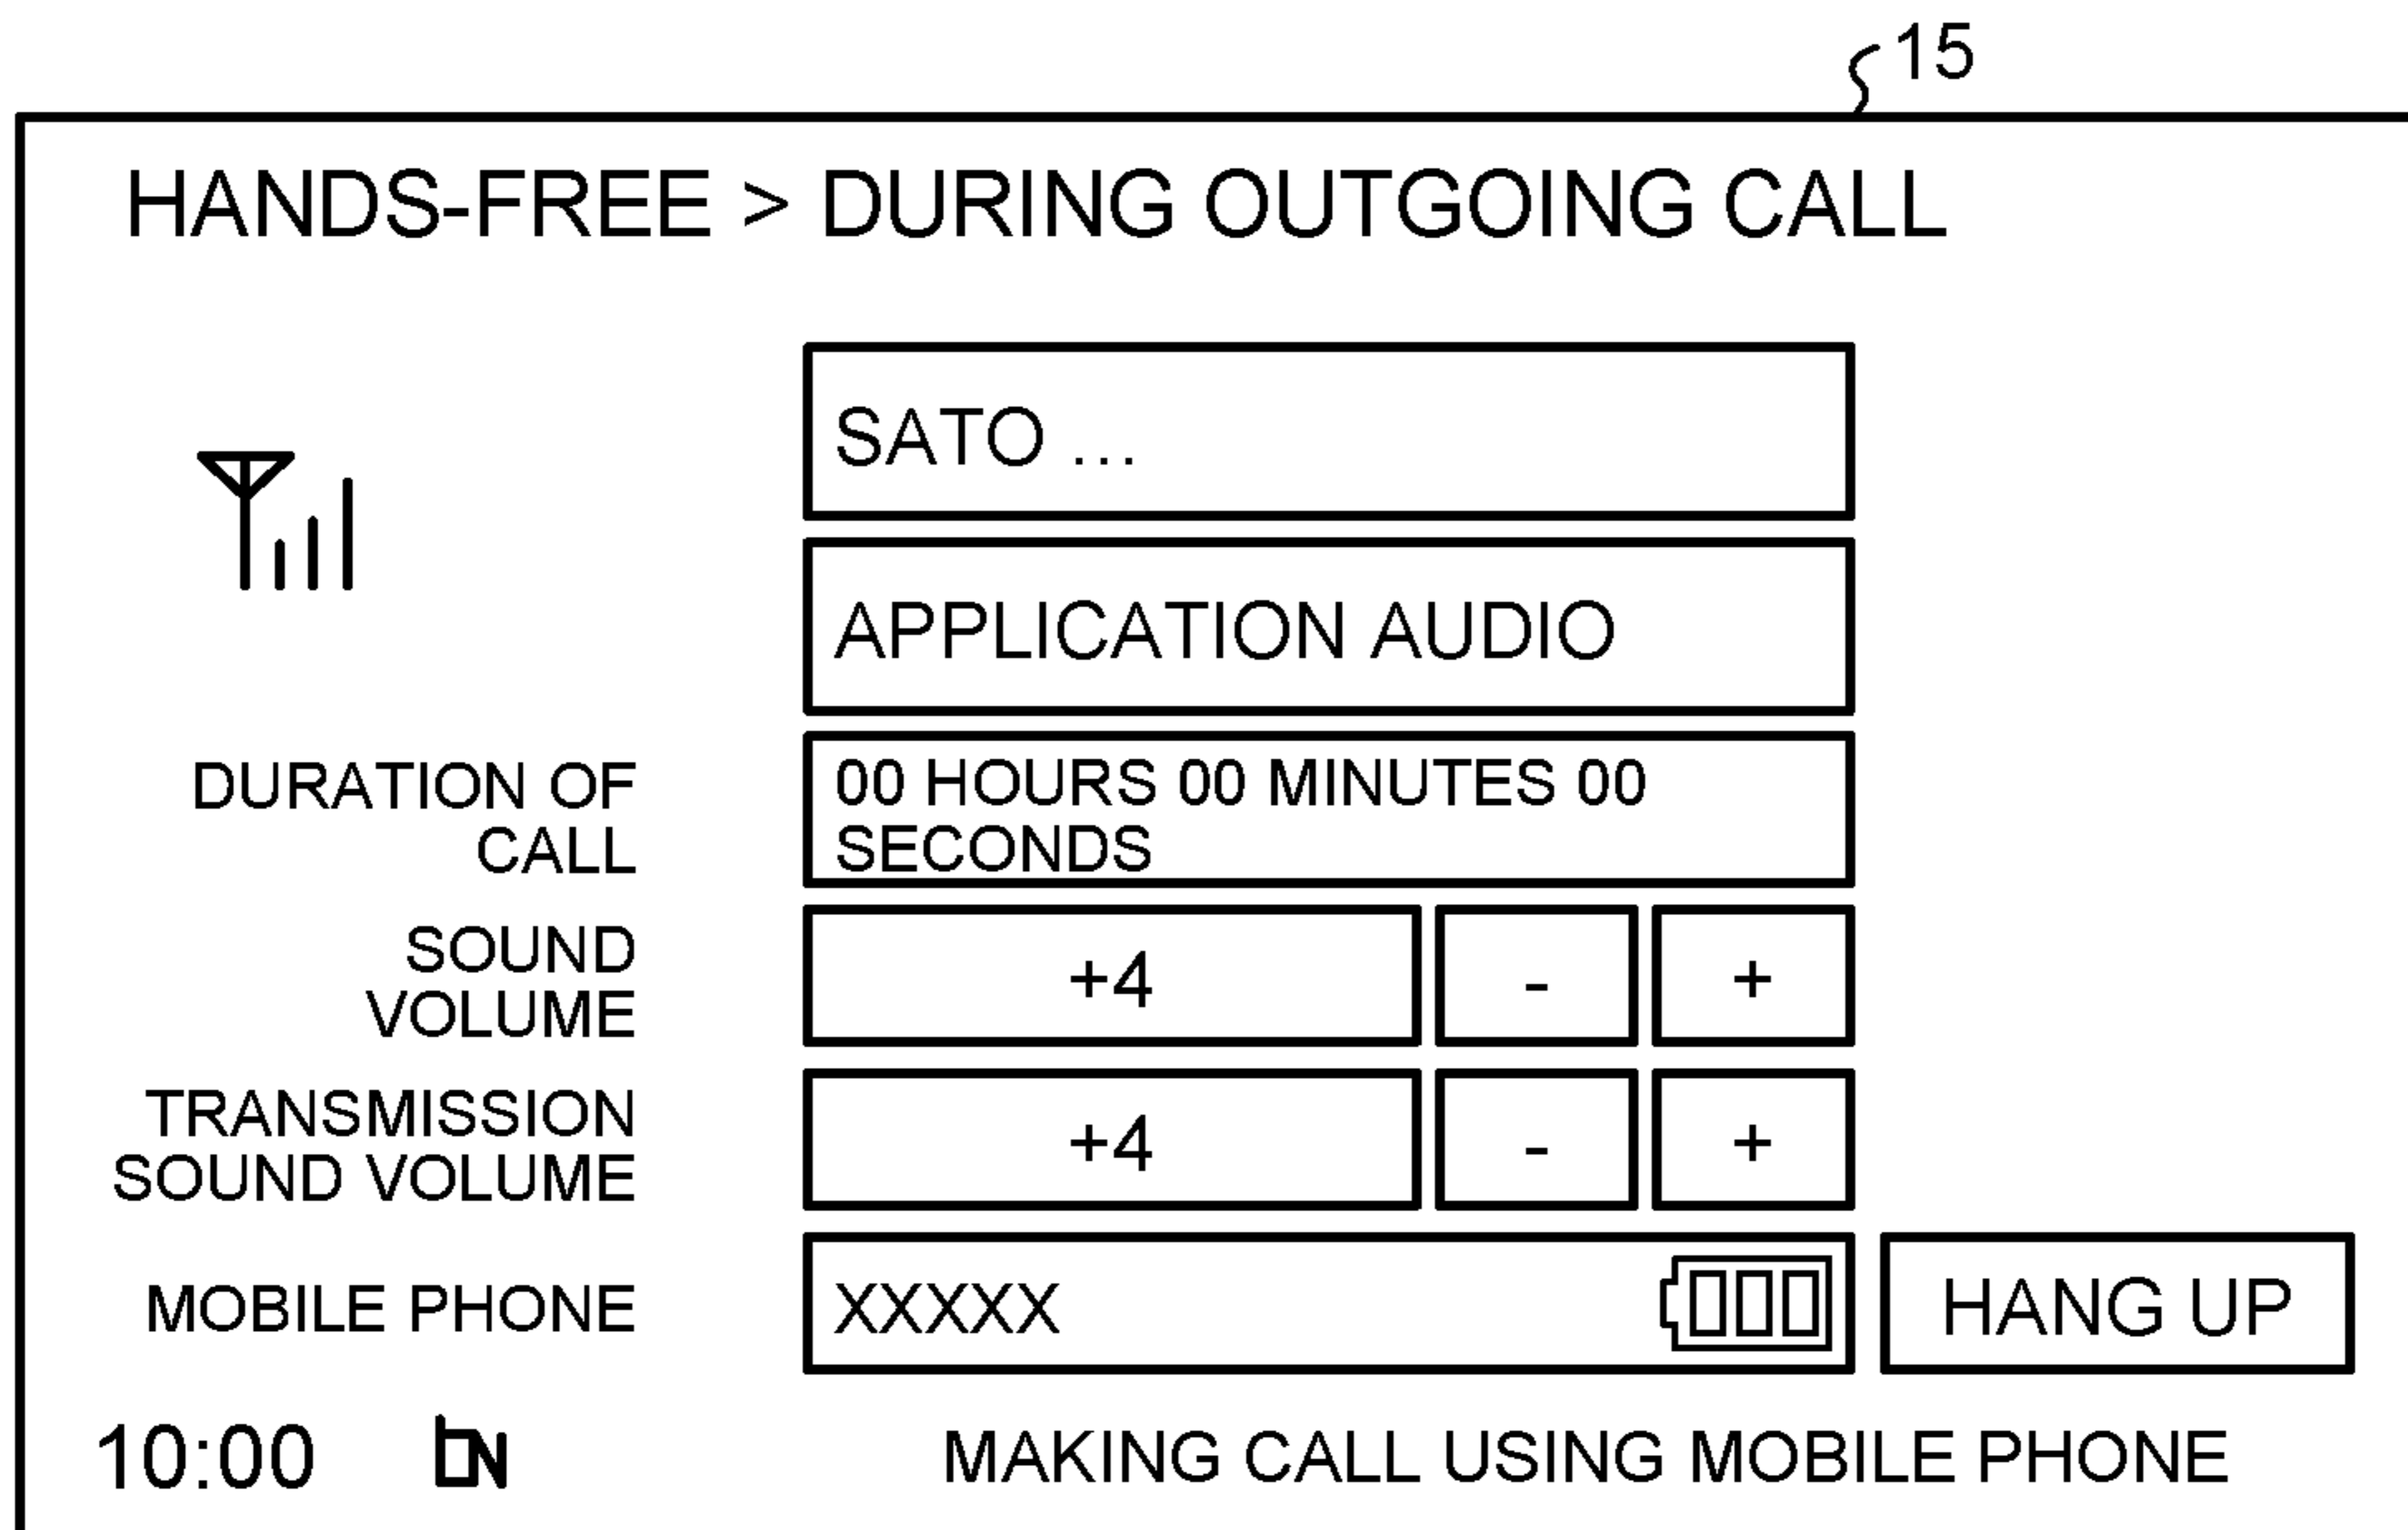 15
HANDS-FREE > DURING OUTGOING CALL
SATO ...
APPLICATION AUDIO
DURATION OF
CALL
00 HOURS 00 MINUTES 00
SECONDS
SOUND
VOLUME
+4 - +
TRANSMISSION
SOUND VOLUME
+4 - +
MOBILE PHONE
XXXXX
HANG UP
10:00
MAKING CALL USING MOBILE PHONE